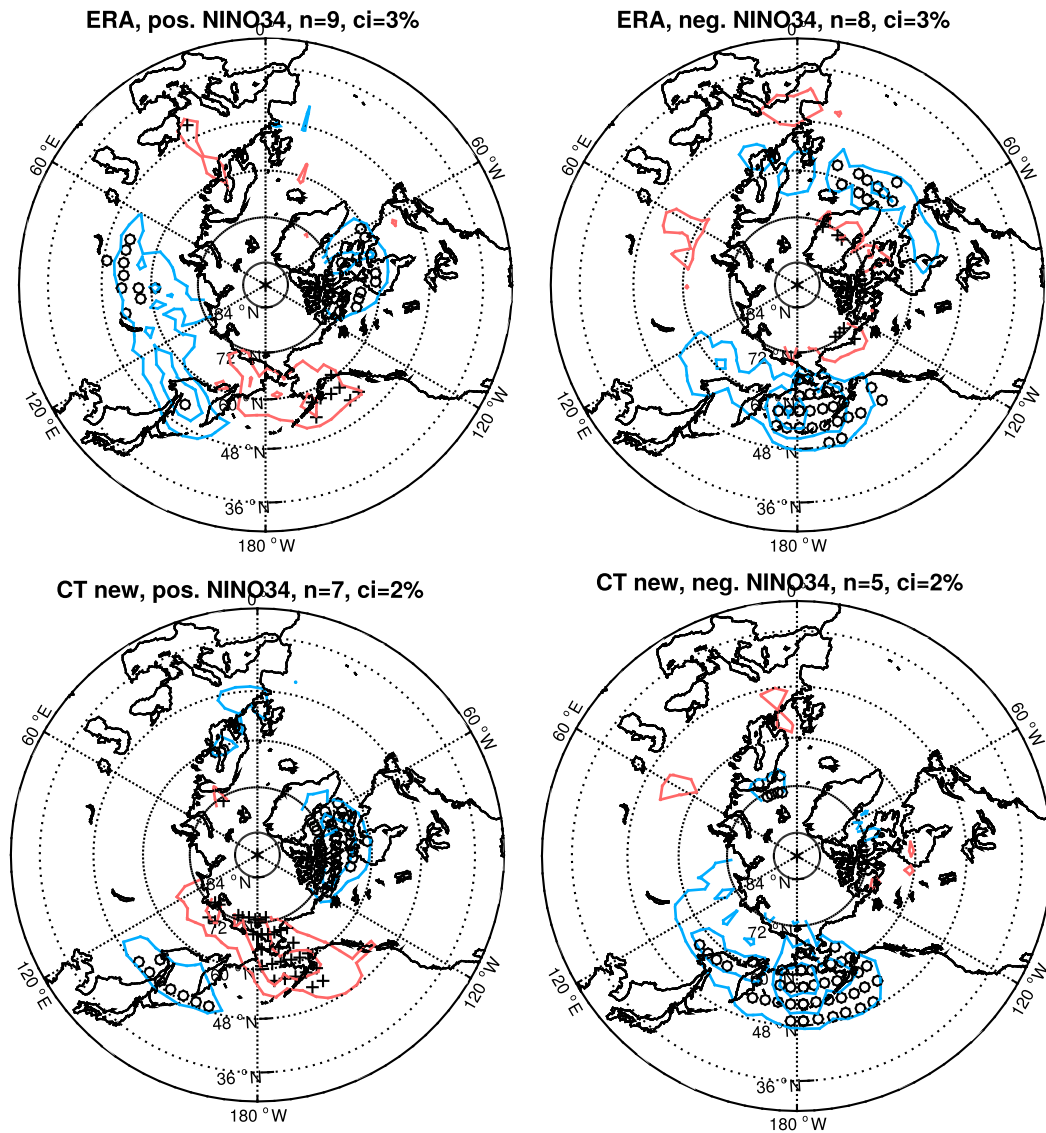 ERA, pos. NINO34, n=9, ci=3%
0°
60 °E
60 °W
120 °E
120 °W
84 °N
72 °N
60 °N
48 °N
36 °N
180 °W
ERA, neg. NINO34, n=8, ci=3%
0°
60 °E
60 °W
120 °E
120 °W
84 °N
72 °N
60 °N
48 °N
36 °N
180 °W
CT new, pos. NINO34, n=7, ci=2%
0°
60 °E
60 °W
120 °E
120 °W
84 °N
72 °N
60 °N
48 °N
36 °N
180 °W
CT new, neg. NINO34, n=5, ci=2%
0°
60 °E
60 °W
120 °E
120 °W
84 °N
72 °N
60 °N
48 °N
36 °N
180 °W